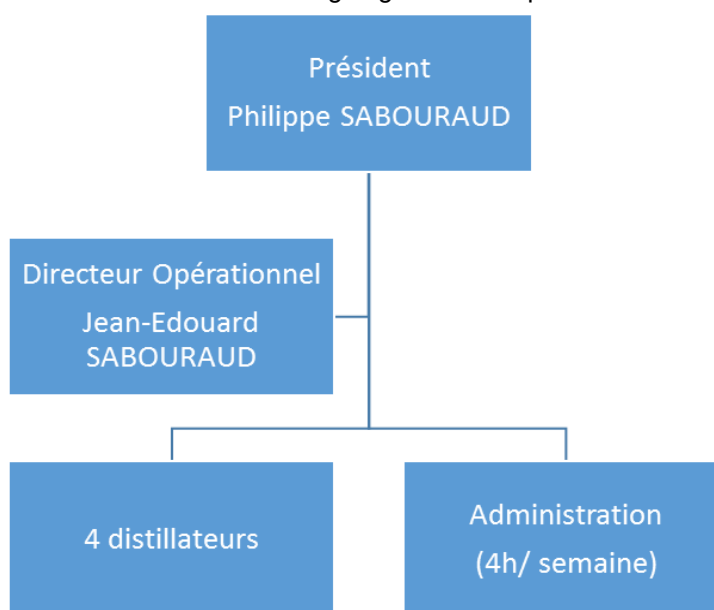 Président
Philippe SABOURAUD
Directeur Opérationnel
Jean-Edouard
SABOURAUD
4 distillateurs
Administration
(4h/ semaine)